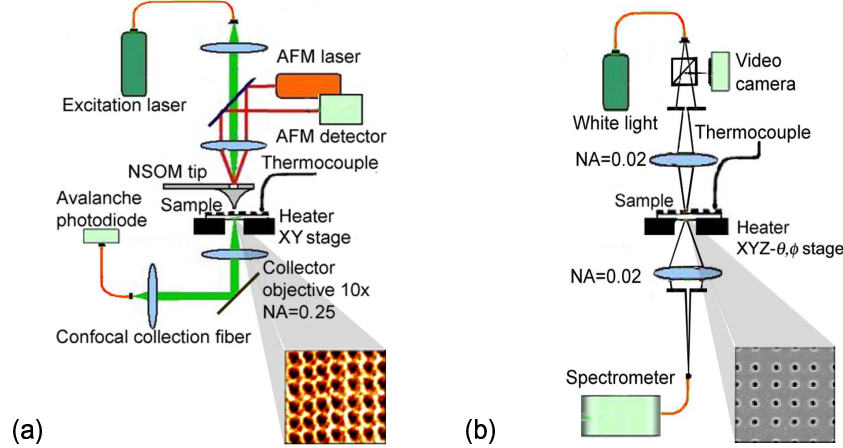 AFM laser
Excitation laser
AFM detector
NSOM tip
Thermocouple
Avalanche
photodiode
Sample
Heater
XY stage
Collector
objective 10x
NA=0.25
Confocal collection fiber
(a)
Video
camera
White light
Thermocouple
NA=0.02
Sample
Heater
XYZ-θ,ϕ stage
NA=0.02
Spectrometer
(b)